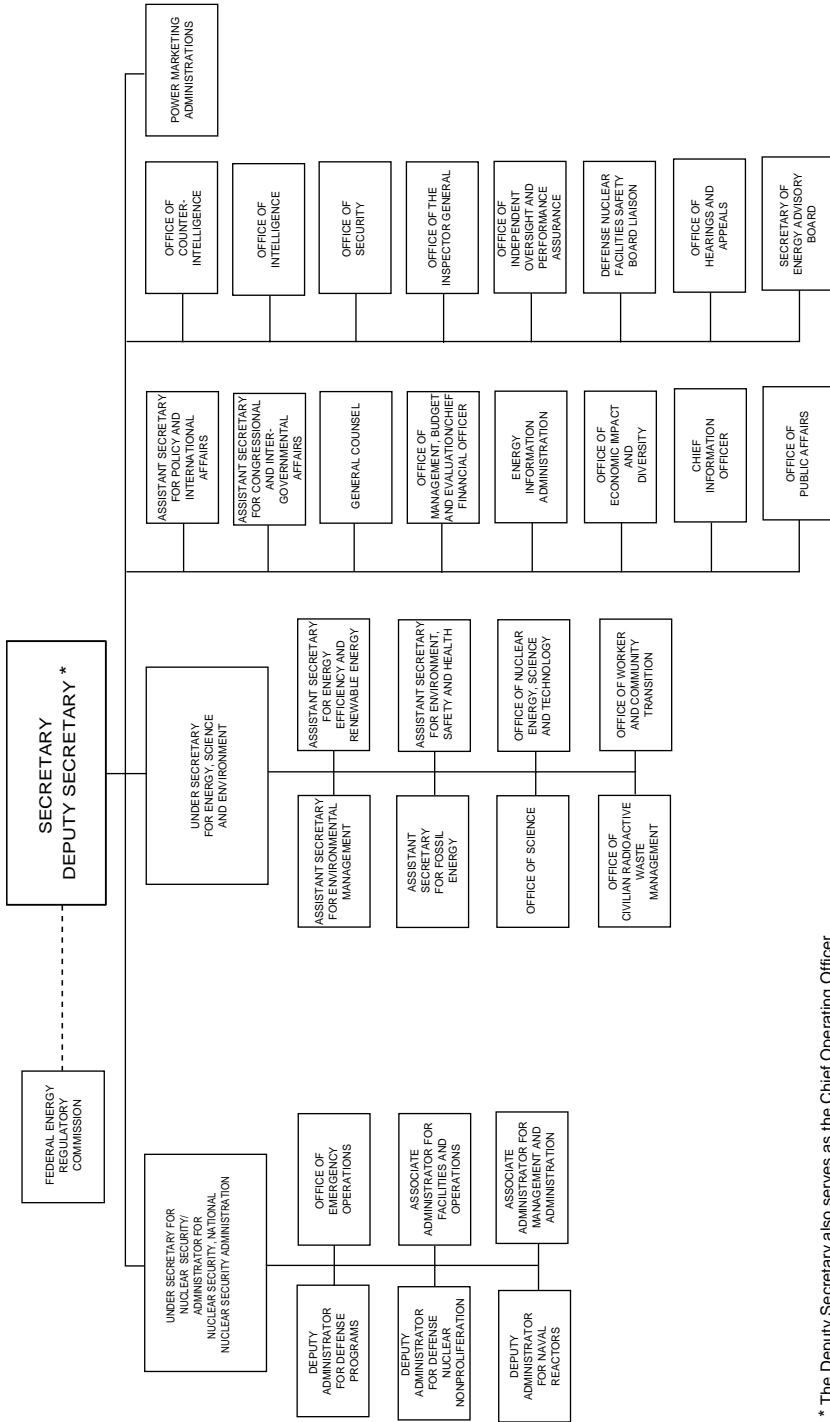 SECRETARY
DEPUTY SECRETARY *
FEDERAL ENERGY
REGULATORY
COMMISSION
UNDER SECRETARY FOR
NUCLEAR SECURITY/
ADMINISTRATOR FOR
NUCLEAR SECURITY, NATIONAL
NUCLEAR SECURITY ADMINISTRATION
DEPUTY
ADMINISTRATOR
FOR DEFENSE
PROGRAMS
OFFICE OF
EMERGENCY
OPERATIONS
DEPUTY
ADMINISTRATOR
FOR DEFENSE
NUCLEAR
NONPROLIFERATION
ASSOCIATE
ADMINISTRATOR FOR
FACILITIES AND
OPERATIONS
DEPUTY
ADMINISTRATOR
FOR NAVAL
REACTORS
ASSOCIATE
ADMINISTRATOR FOR
MANAGEMENT AND
ADMINISTRATION
UNDER SECRETARY
FOR ENERGY, SCIENCE
AND ENVIRONMENT
ASSISTANT SECRETARY
FOR ENVIRONMENTAL
MANAGEMENT
ASSISTANT SECRETARY
FOR ENERGY
EFFICIENCY AND
RENEWABLE ENERGY
ASSISTANT
SECRETARY
FOR FOSSIL
ENERGY
ASSISTANT SECRETARY
FOR ENVIRONMENT,
SAFETY AND HEALTH
OFFICE OF SCIENCE
OFFICE OF NUCLEAR
ENERGY, SCIENCE
AND TECHNOLOGY
OFFICE OF
CIVILIAN RADIOACTIVE
WASTE
MANAGEMENT
OFFICE OF WORKER
AND COMMUNITY
TRANSITION
ASSISTANT SECRETARY
FOR POLICY AND
INTERNATIONAL
AFFAIRS
ASSISTANT SECRETARY
FOR CONGRESSIONAL
AND INTER-
GOVERNMENTAL
AFFAIRS
GENERAL COUNSEL
OFFICE OF
MANAGEMENT, BUDGET
AND EVALUATION/CHIEF
FINANCIAL OFFICER
ENERGY
INFORMATION
ADMINISTRATION
OFFICE OF
ECONOMIC IMPACT
AND
DIVERSITY
CHIEF
INFORMATION
OFFICER
OFFICE OF
PUBLIC AFFAIRS
OFFICE OF
COUNTER-
INTELLIGENCE
OFFICE OF
INTELLIGENCE
OFFICE OF
SECURITY
OFFICE OF THE
INSPECTOR GENERAL
OFFICE OF
INDEPENDENT
OVERSIGHT AND
PERFORMANCE
ASSURANCE
DEFENSE NUCLEAR
FACILITIES SAFETY
BOARD LIAISON
OFFICE OF
HEARINGS AND
APPEALS
SECRETARY OF
ENERGY ADVISORY
BOARD
POWER MARKETING
ADMINISTRATIONS
* The Deputy Secretary also serves as the Chief Operating Officer